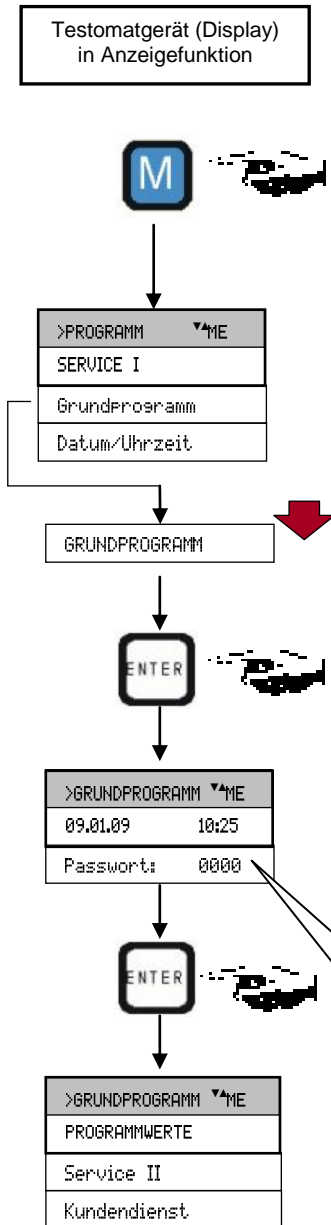 Testomatgerät (Display)
in Anzeigefunktion
M
>PROGRAMM ▼▲ME
SERVICE I
Grundprogramm
Datum/Uhrzeit
GRUNDPROGRAMM
ENTER
>GRUNDPROGRAMM ▼▲ME
09.01.09 10:25
Passwort: 0000
ENTER
>GRUNDPROGRAMM ▼▲ME
PROGRAMMWERTE
Service II
Kundendienst